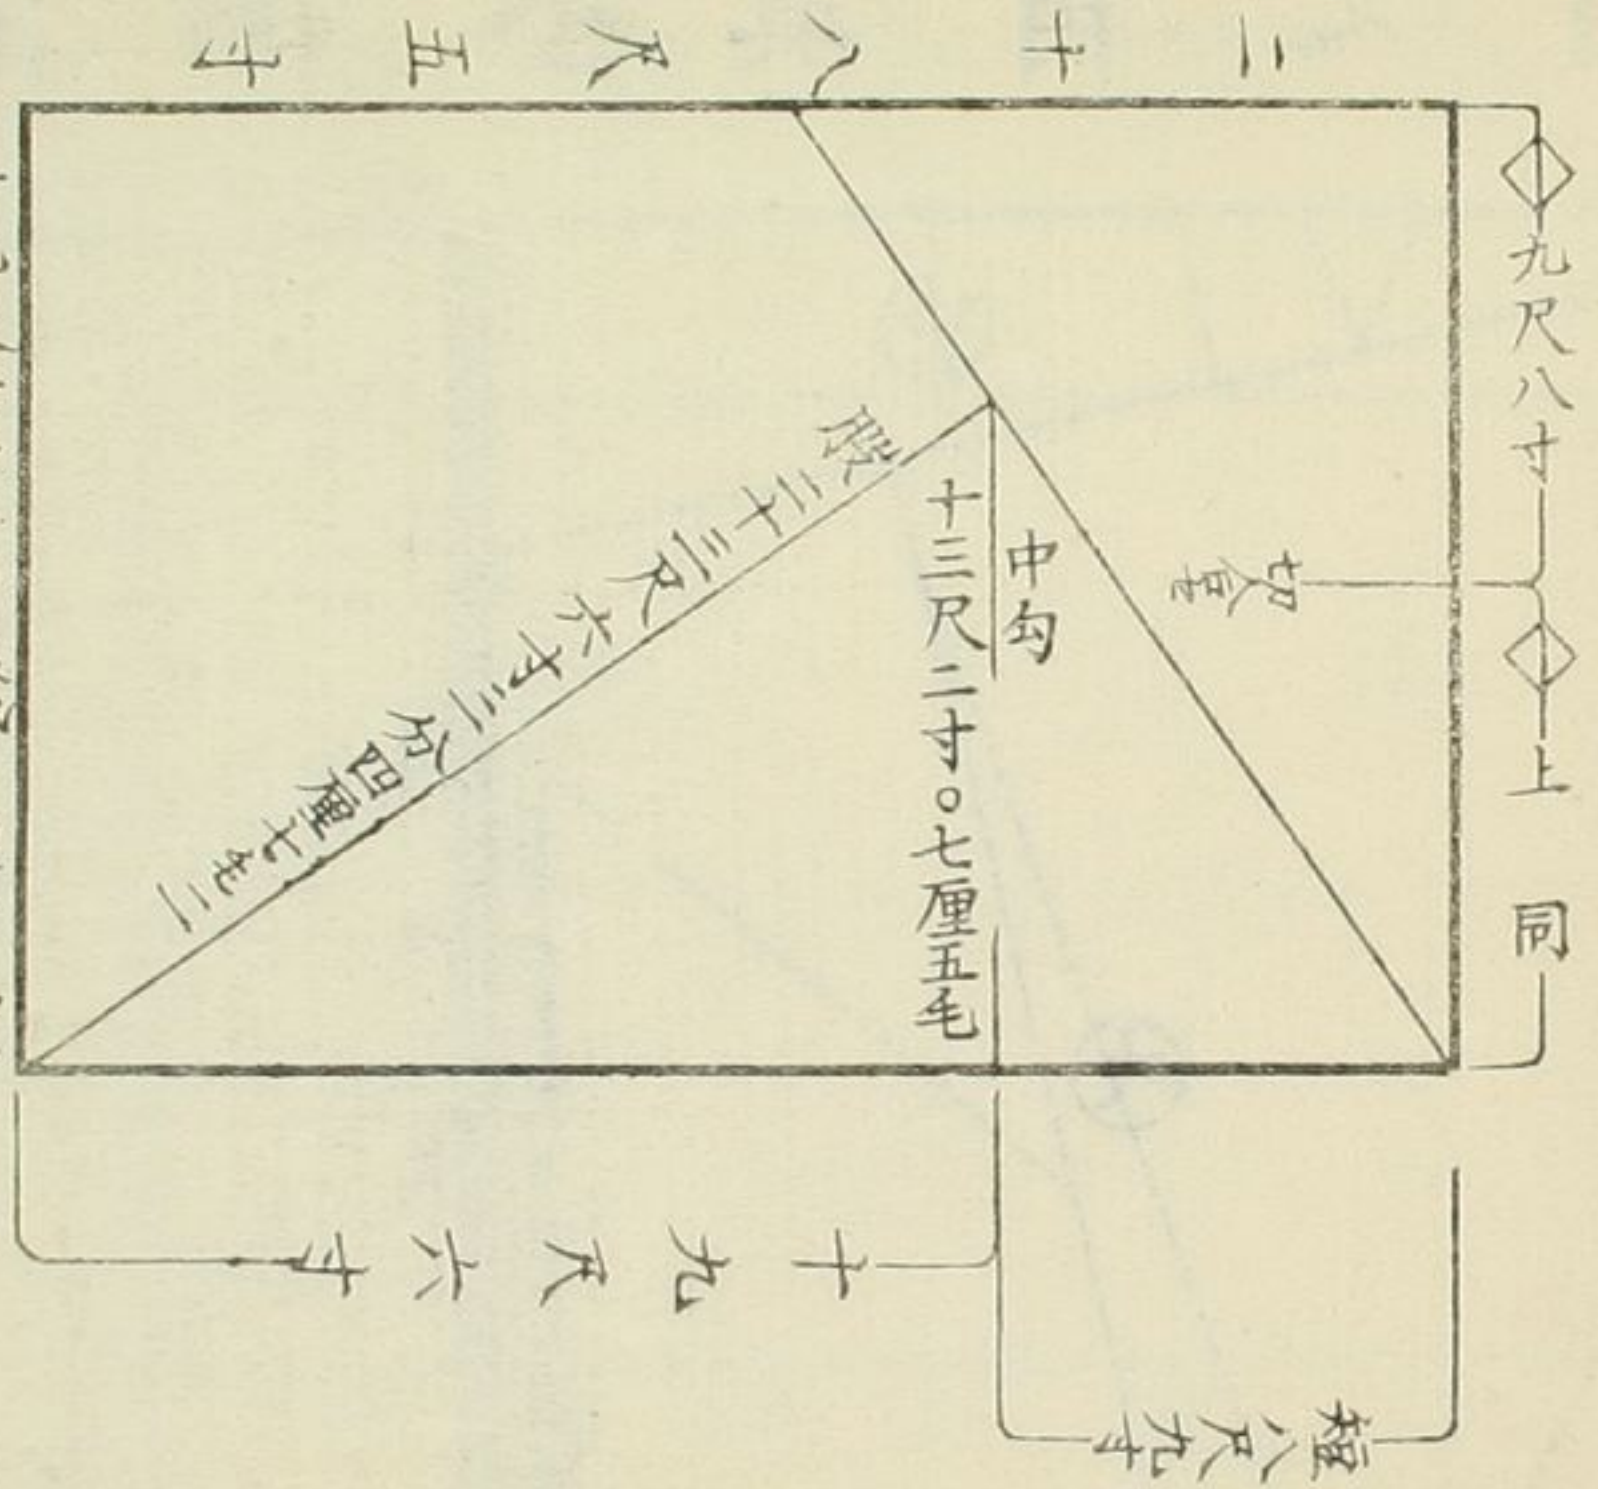 二十八尺五寸
九尺八寸
上同
切眉
中勾
十三尺二寸〇七厘五毛
股二十三尺六寸三分四厘七毛二
十九尺六寸
短八尺九寸